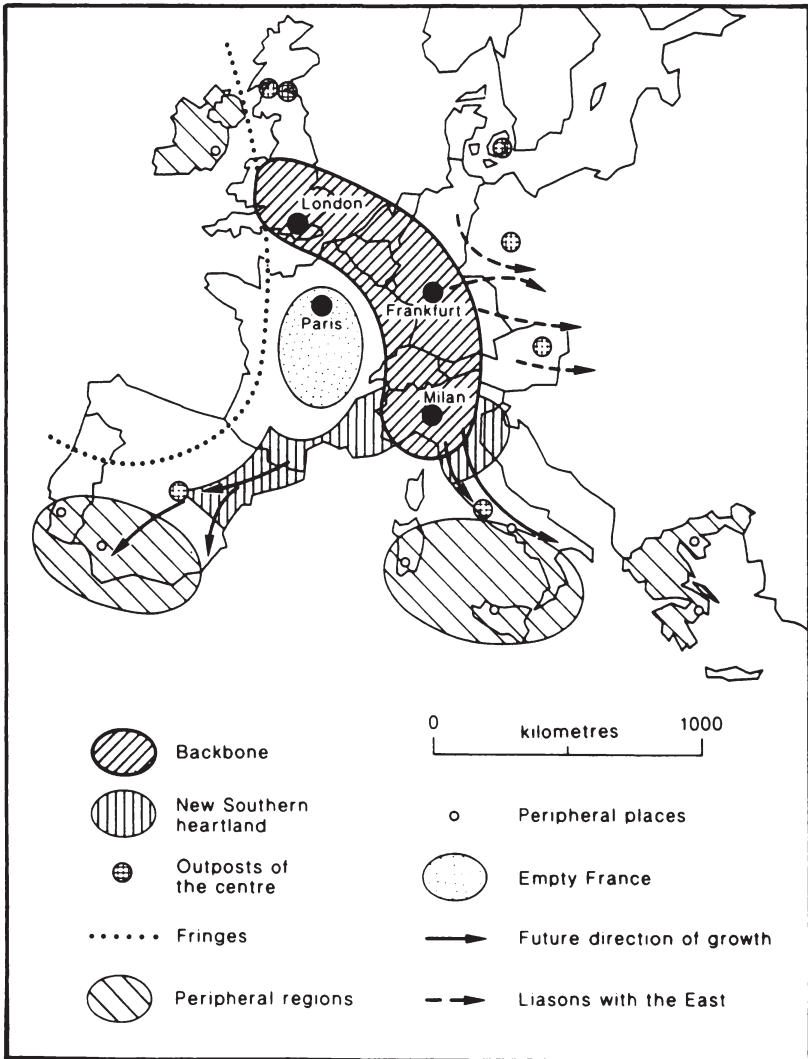 London
Frankfurt
Paris
Milan
0
kilometres
1000
Backbone
New Southern
heartland
Peripheral places
Outposts of
the centre
Empty France
Fringes
Future direction of growth
Peripheral regions
Liasons with the East